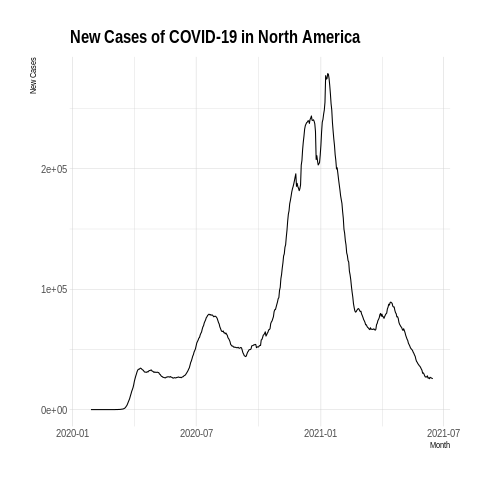 New Cases of COVID-19 in North America
New Cases
2e+05
1e+05
0e+00
2020-01 2020-07 2021-01 2021-07
Month